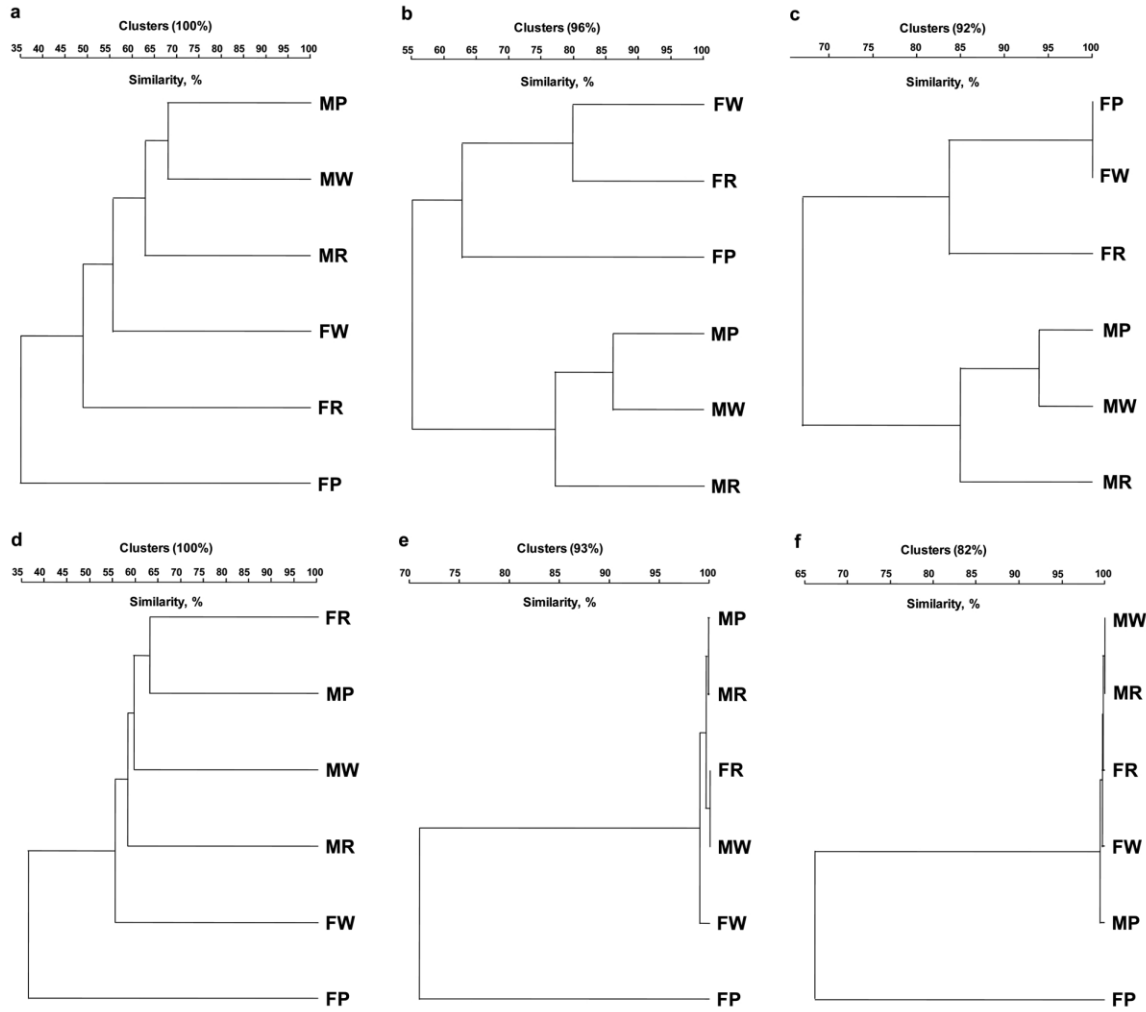 a
Clusters (100%)
35 40 45 50 55 60 65 70 75 80 85 90 95 100
Similarity, %
MP
MW
MR
FW
FR
FP
b
Clusters (96%)
55 60 65 70 75 80 85 90 95 100
Similarity, %
FW
FR
FP
MP
MW
MR
c
Clusters (92%)
70 75 80 85 90 95 100
Similarity, %
FP
FW
FR
MP
MW
MR
d
Clusters (100%)
35 40 45 50 55 60 65 70 75 80 85 90 95 100
Similarity, %
FR
MP
MW
MR
FW
FP
e
Clusters (93%)
70 75 80 85 90 95 100
Similarity, %
MP
MR
FR
MW
FW
FP
f
Clusters (82%)
65 70 75 80 85 90 95 100
Similarity, %
MW
MR
FR
FW
MP
FP